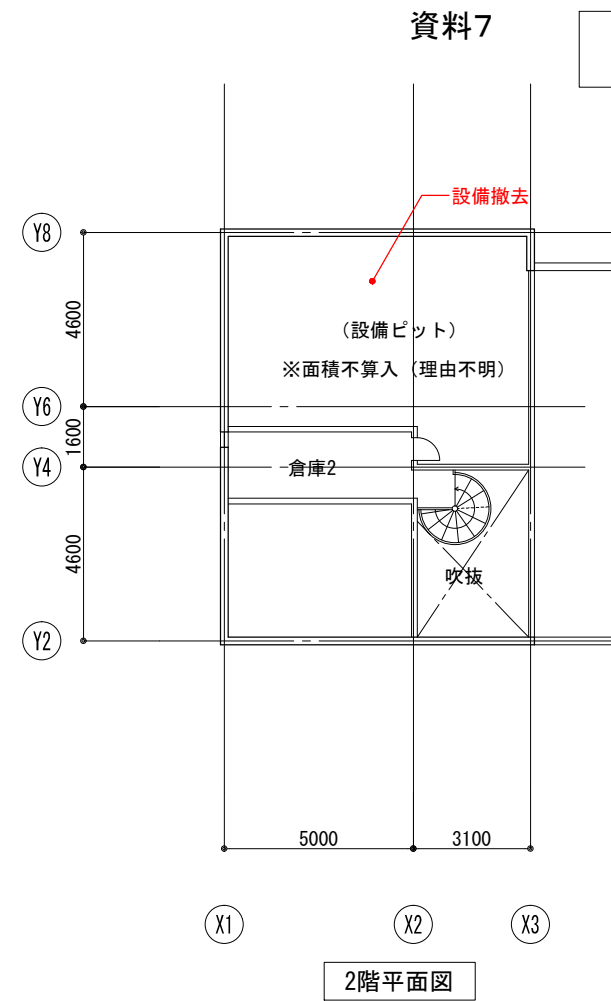 資料7
設備撤去
Y8
4600
(設備ピット)
※面積不算入(理由不明)
Y6
1600
倉庫2
Y4
4600
吹抜
Y2
5000
3100
X1
X2
X3
2階平面図